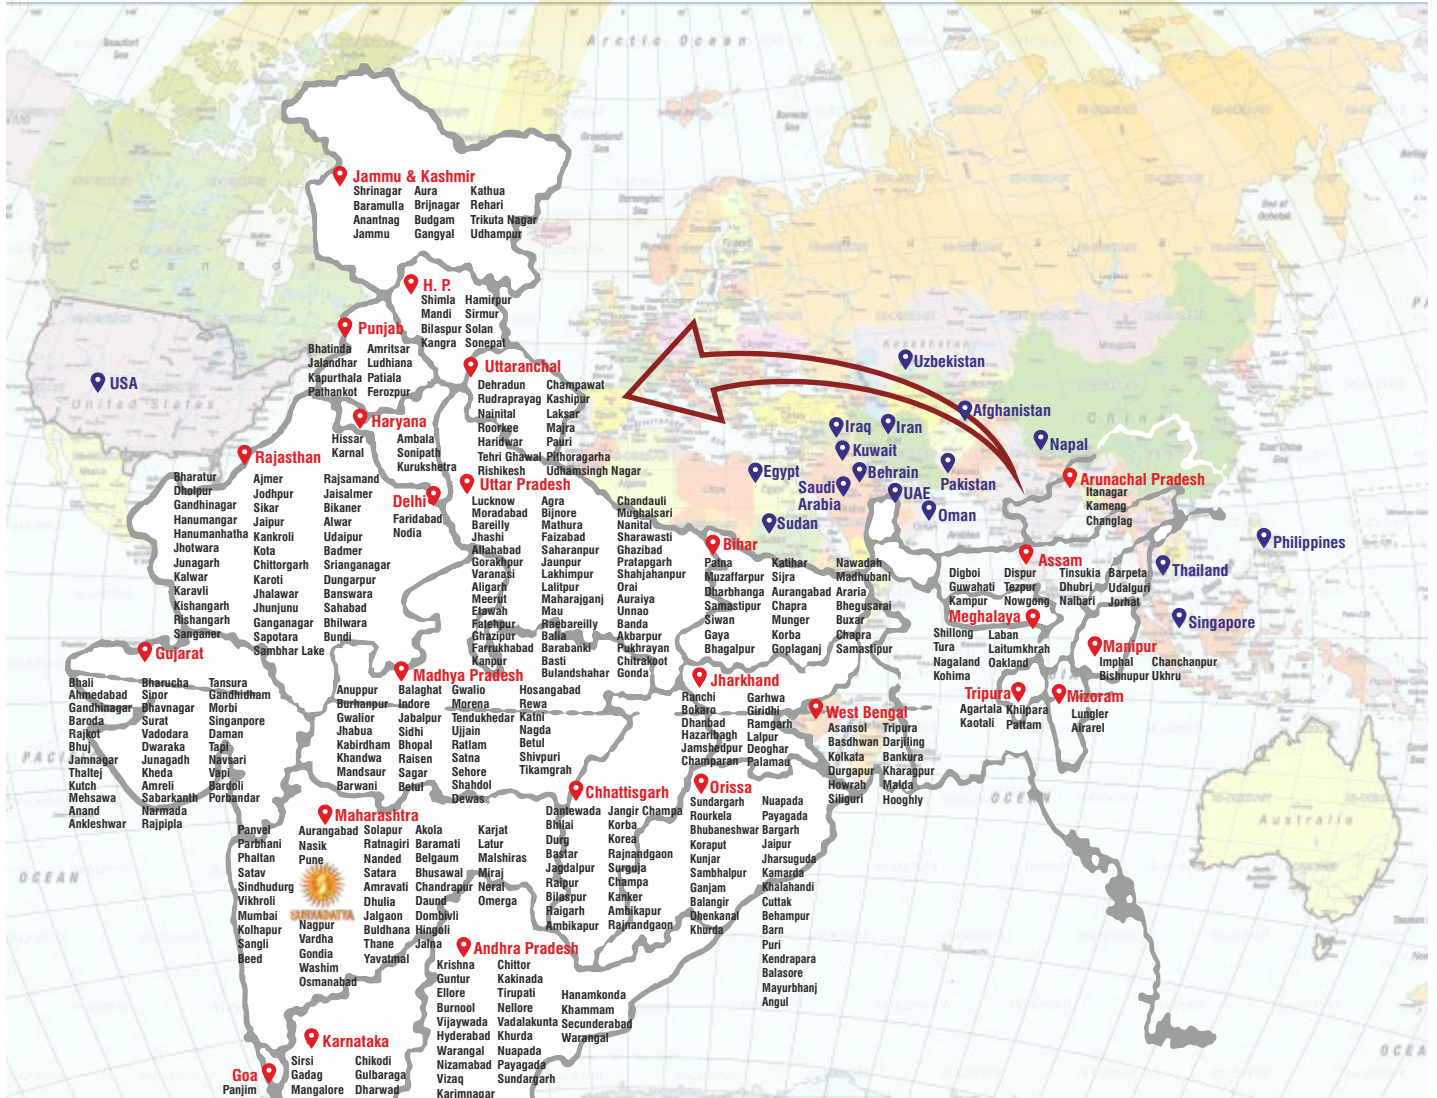 Arctic Ocean
Jammu & Kashmir
Shrinagar Aura Kathua
Baramulla Brijnagar Rehari
Anantnag Budgam Trikuta Nagar
Jammu Gangyal Udhampur
H. P.
Shimla Hamirpur
Mandi Sirmur
Bilaspur Solan
Kangra Sonepat
Punjab
Bhatinda Amritsar
Jalandhar Ludhiana
Kapurthala Patiala
Pathankot Ferozpur
Uttaranchal
Dehradun Champawat
Rudraprayag Kashipur
Nainital Laksar
Roorkee Majra
Haridwar Pauri
Tehri Ghawal Pithoragarha
Rishikesh Udhamsingh Nagar
USA
United States
Canada
Haryana
Hissar Ambala
Karnal Sonipath
Kurukshetra
Delhi
Faridabad
Nodia
Rajasthan
Bharatur Ajmer Rajsamand
Dholpur Jodhpur Jaisalmer
Gandhinagar Sikar Bikaner
Hanumangar Jaipur Alwar
Hanumanhatha Kankroli Udaipur
Jhotwara Kota Badmer
Junagarh Chittorgarh Srianganagar
Kalwar Karoti Dungarpur
Karavli Jhalawar Banswara
Kishangarh Jhunjunu Sahabad
Rishangarh Ganganagar Bhilwara
Sanganer Sapotara Bundi
Sambhar Lake
Uttar Pradesh
Lucknow Agra Chandauli
Moradabad Bijnore Mughalsari
Bareilly Mathura Nanital
Jhashi Faizabad Sharawasti
Allahabad Saharanpur Ghazibad
Gorakhpur Jaunpur Pratapgarh
Varanasi Lakhimpur Shahjahanpur
Aligarh Lalitpur Orai
Meerut Maharajganj Auraiya
Etawah Mau Unnao
Fatehpur Raebareilly Banda
Ghazipur Balia Akbarpur
Farrukhabad Barabanki Pukhrayan
Kanpur Basti Chitrakoot
Bulandshahar Gonda
Uzbekistan
Afghanistan
Iraq
Iran
Kuwait
Napal
Egypt
Behrain
Saudi
Arabia
UAE
Pakistan
Oman
Sudan
China
Philippines
Thailand
Singapore
Arunachal Pradesh
Itanagar
Kameng
Changlag
Bihar
Patna Katihar Nawadah
Muzaffarpur Sijra Madhubani
Dharbhanga Aurangabad Araria
Samastipur Chapra Bhegusarai
Siwan Munger Buxar
Gaya Korba Chapra
Bhagalpur Goplaganj Samastipur
Assam
Digboi Dispur Tinsukia Barpeta
Guwahati Tezpur Dhubri Udalguri
Kampur Nowgong Nalbari Jorhat
Meghalaya
Shillong Laban
Tura Laitumkhrah
Nagaland Oakland
Kohima
Manipur
Imphal Chanchanpur
Bishnupur Ukhru
Tripura
Agartala Khilpara
Kaotali Pattam
Mizoram
Lungler
Airarel
Gujarat
Bhali Bharucha Tansura
Ahmedabad Sinor Gandhidham
Gandhinagar Bhavnagar Morbi
Baroda Surat Singanpore
Rajkot Vadodara Daman
Bhuj Dwaraka Tapi
Jamnagar Junagadh Navsari
Thaltej Kheda Vapi
Kutch Amreli Bardoli
Mehsawa Sabarkanth Porbandar
Anand Narmada
Ankleshwar Rajpipla
Madhya Pradesh
Anuppur Balaghat Gwalio Hosangabad
Burhanpur Indore Morena Rewa
Gwalior Jabalpur Tendukhedar Katni
Jhabua Sidhi Ujjain Nagda
Kabirdham Bhopal Ratlam Betul
Khandwa Raisen Satna Shivpuri
Mandsaur Sagar Sehore Tikamgrah
Barwani Betul Shahdol
Dewas
Jharkhand
Ranchi Garhwa
Bokaro Giridhi
Dhanbad Ramgarh
Hazaribagh Lalpur
Jamshedpur Deoghar
Champaran Palamau
West Bengal
Asansol Tripura
Basdhwan Darjiling
Kolkata Bankura
Durgapur Kharagpur
Howrah Malda
Siliguri Hooghly
Chhattisgarh
Dantewada Jangir Champa
Bhilai Korba
Durg Korea
Bastar Rajnandgaon
Jagdalpur Surguja
Raipur Champa
Bilaspur Kanker
Raigarh Ambikapur
Ambikapur Rajnandgaon
Orissa
Sundargarh Nuapada
Rourkela Payagada
Bhubaneshwar Bargarh
Koraput Jaipur
Kunjar Jharsuguda
Sambhalpur Kamarda
Ganjam Khalahandi
Balangir Cuttak
Dhenkanal Behampur
Khurda Barn
Puri
Kendrapara
Balasore
Mayurbhanj
Angul
Maharashtra
Panvel Aurangabad Solapur Akola Karjat
Parbhani Nasik Ratnagiri Baramati Latur
Phaltan Pune Nanded Belgaum Malshiras
Satav Satara Bhusawal Miraj
Sindhudurg Amravati Chandrapur Neral
Vikhroli Dhulia Daund Omerga
Mumbai SURYADATTA Jalgaon Dombivli
Kolhapur Nagpur Buldhana Hingoli
Sangli Vardha Thane Jalna
Beed Gondia Yavatmal
Washim
Osmanabad
Andhra Pradesh
Krishna Chittor
Guntur Kakinada
Ellore Tirupati Hanamkonda
Burnool Nellore Khammam
Vijaywada Vadalakunta Secunderabad
Hyderabad Khurda Warangal
Warangal Nuapada
Nizamabad Payagada
Vizaq Sundargarh
Karimnagar
Karnataka
Sirsi Chikodi
Gadag Gulbaraga
Mangalore Dharwad
Goa
Panjim
OCEAN
OCEAN
Australia